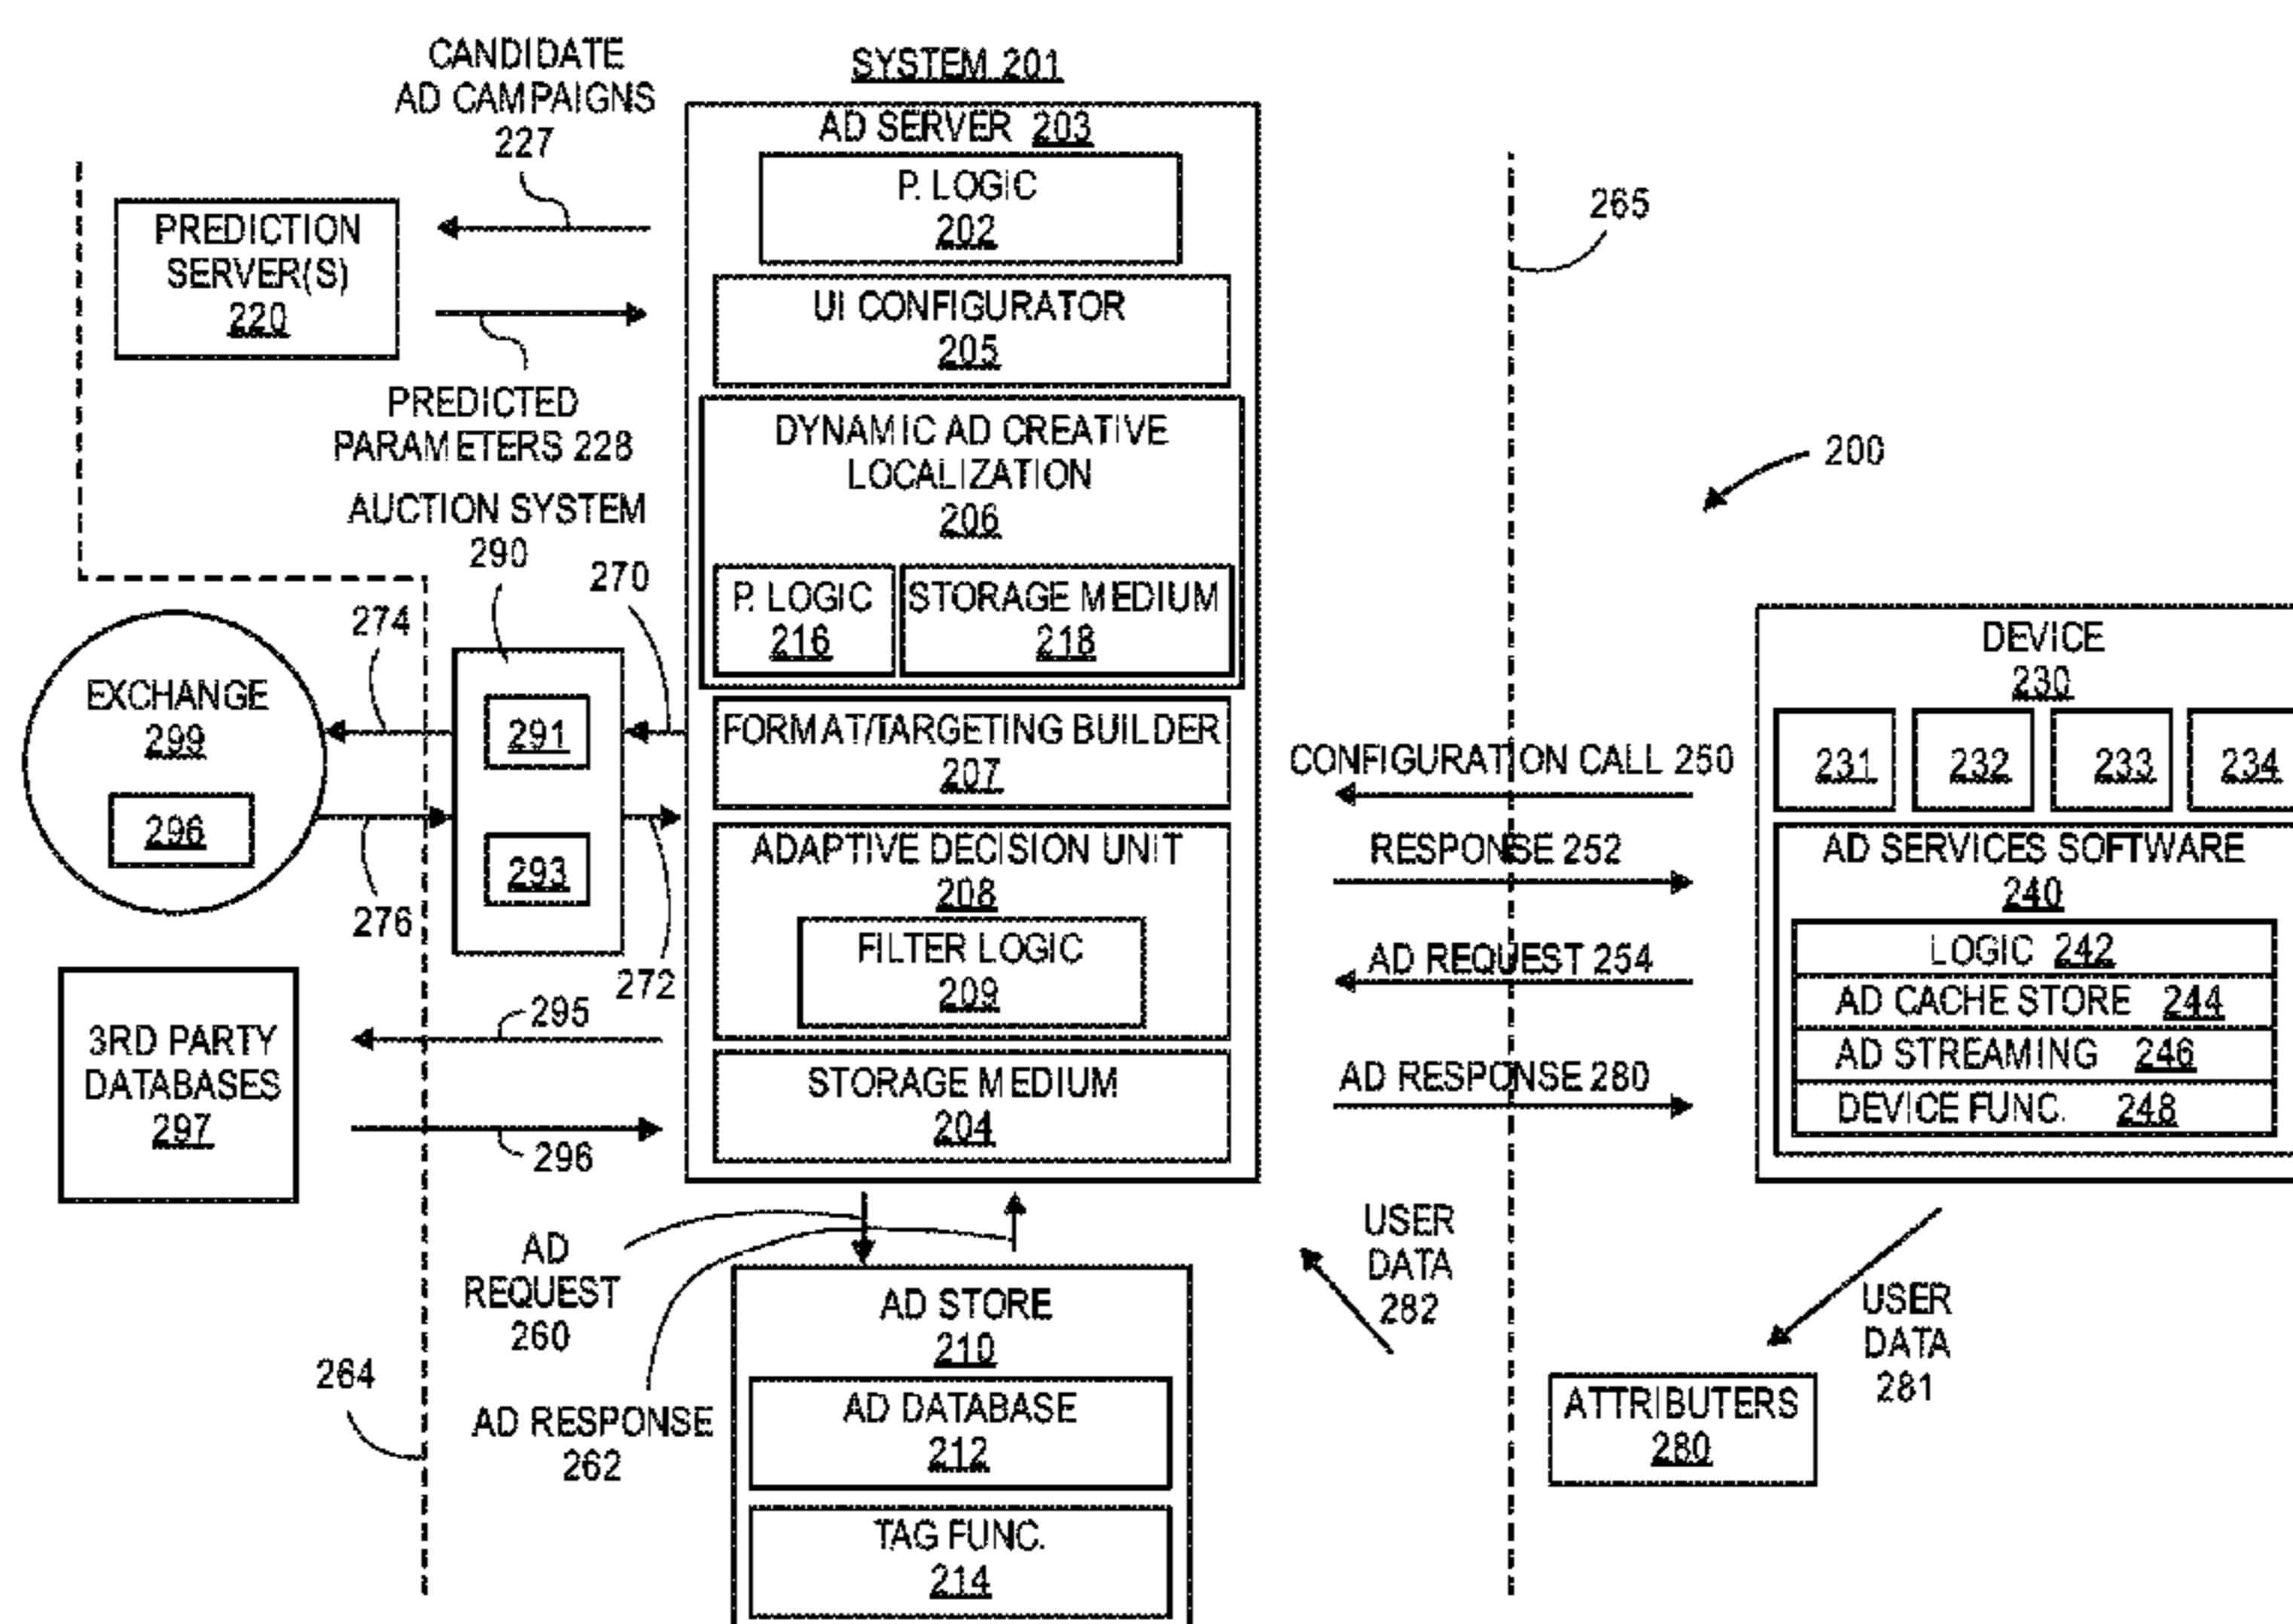 SYSTEM 201
CANDIDATE
AD CAMPAIGNS
227
PREDICTION
SERVER(S)
220
PREDICTED
PARAMETERS 228
AUCTION SYSTEM
290
270
274
EXCHANGE
299
296
276
291
293
272
3RD PARTY
DATABASES
297
295
296
264
AD SERVER 203
P. LOGIC
202
UI CONFIGURATOR
205
DYNAMIC AD CREATIVE
LOCALIZATION
206
P. LOGIC
216
STORAGE MEDIUM
218
FORMAT/TARGETING BUILDER
207
ADAPTIVE DECISION UNIT
208
FILTER LOGIC
209
STORAGE MEDIUM
204
AD
REQUEST
260
AD RESPONSE
262
AD STORE
210
AD DATABASE
212
TAG FUNC.
214
265
200
CONFIGURATION CALL 250
RESPONSE 252
AD REQUEST 254
AD RESPONSE 280
DEVICE
230
231
232
233
234
AD SERVICES SOFTWARE
240
LOGIC 242
AD CACHE STORE 244
AD STREAMING 246
DEVICE FUNC. 248
USER
DATA
282
USER
DATA
281
ATTRIBUTERS
280